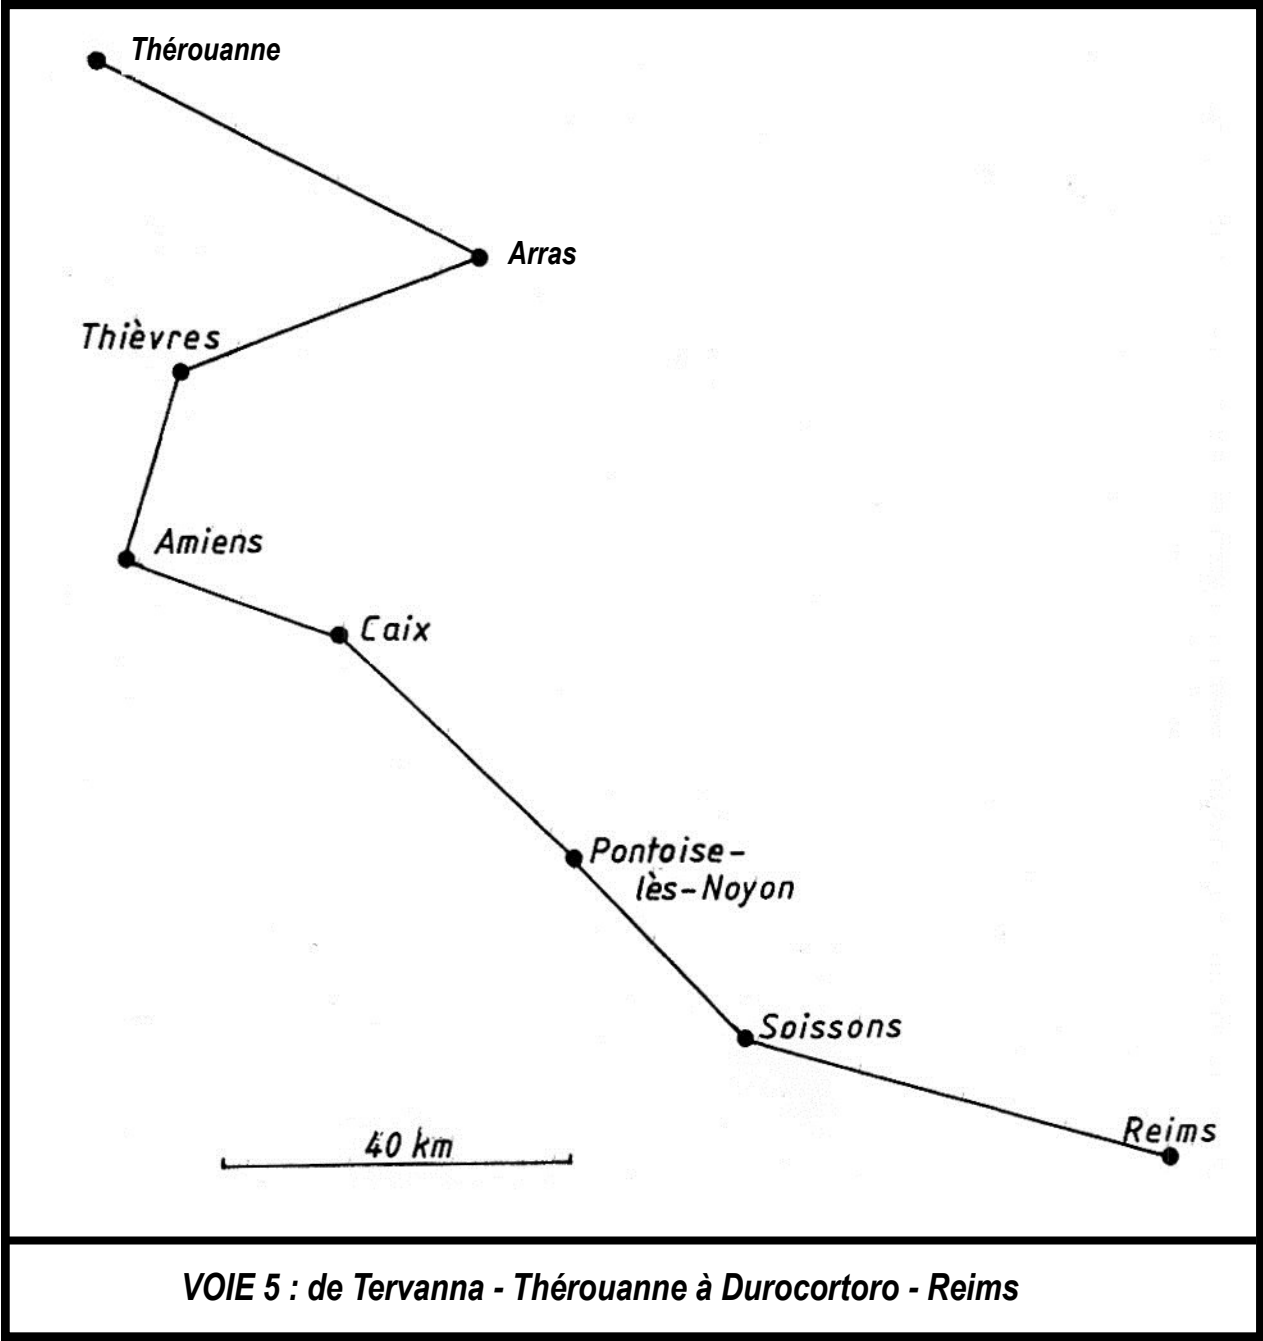 Thérouanne
Arras
Thièvres
Amiens
Caix
Pontoise-
lès-Noyon
Soissons
Reims
40 km
VOIE 5 : de Tervanna - Thérouanne à Durocortoro - Reims